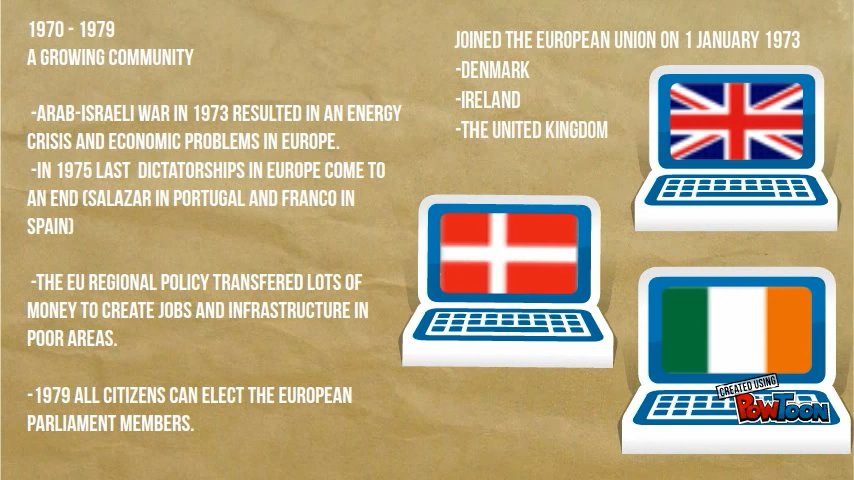 1970 - 1979
A GROWING COMMUNITY
-ARAB-ISRAELI WAR IN 1973 RESULTED IN AN ENERGY
CRISIS AND ECONOMIC PROBLEMS IN EUROPE.
-IN 1975 LAST DICTATORSHIPS IN EUROPE COME TO
AN END (SALAZAR IN PORTUGAL AND FRANCO IN
SPAIN)
-THE EU REGIONAL POLICY TRANSFERED LOTS OF
MONEY TO CREATE JOBS AND INFRASTRUCTURE IN
POOR AREAS.
-1979 ALL CITIZENS CAN ELECT THE EUROPEAN
PARLIAMENT MEMBERS.
JOINED THE EUROPEAN UNION ON 1 JANUARY 1973
-DENMARK
-IRELAND
-THE UNITED KINGDOM
CREATED USING
POWTOON